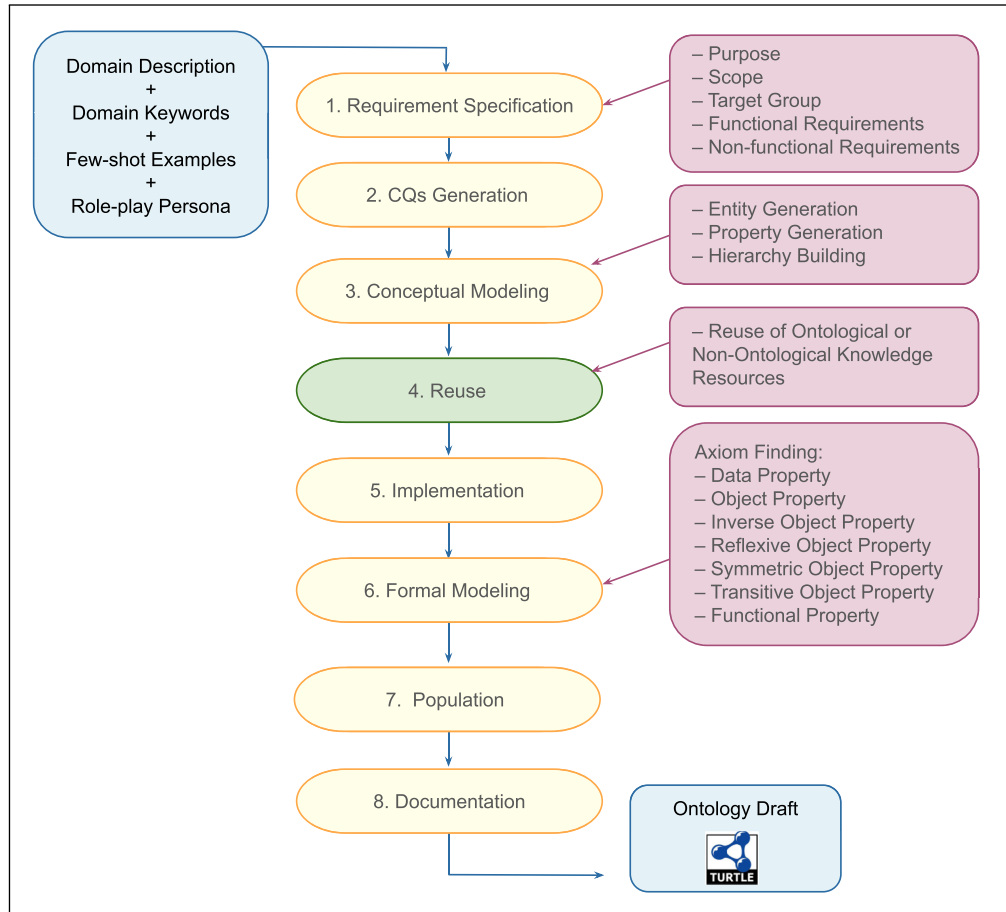 Domain Description
+
Domain Keywords
+
Few-shot Examples
+
Role-play Persona
1. Requirement Specification
– Purpose
– Scope
– Target Group
– Functional Requirements
– Non-functional Requirements
2. CQs Generation
– Entity Generation
– Property Generation
– Hierarchy Building
3. Conceptual Modeling
– Reuse of Ontological or
Non-Ontological Knowledge
Resources
4. Reuse
5. Implementation
Axiom Finding:
– Data Property
– Object Property
– Inverse Object Property
– Reflexive Object Property
– Symmetric Object Property
– Transitive Object Property
– Functional Property
6. Formal Modeling
7. Population
8. Documentation
Ontology Draft
TURTLE